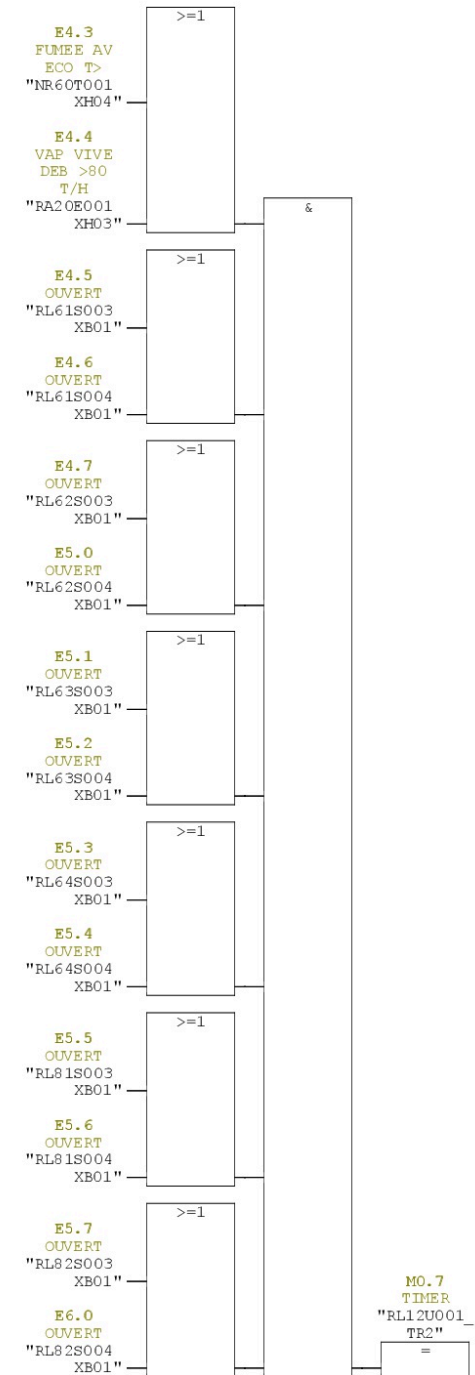 >=1
E4.3
FUMEE AV
ECO T>
"NR60T001
XH04"
E4.4
VAP VIVE
DEB >80
T/H
"RA20E001
XH03"
&
>=1
E4.5
OUVERT
"RL61S003
XB01"
E4.6
OUVERT
"RL61S004
XB01"
>=1
E4.7
OUVERT
"RL62S003
XB01"
E5.0
OUVERT
"RL62S004
XB01"
>=1
E5.1
OUVERT
"RL63S003
XB01"
E5.2
OUVERT
"RL63S004
XB01"
>=1
E5.3
OUVERT
"RL64S003
XB01"
E5.4
OUVERT
"RL64S004
XB01"
>=1
E5.5
OUVERT
"RL81S003
XB01"
E5.6
OUVERT
"RL81S004
XB01"
>=1
E5.7
OUVERT
"RL82S003
XB01"
E6.0
OUVERT
"RL82S004
XB01"
M0.7
TIMER
"RL12U001_
TR2"
=